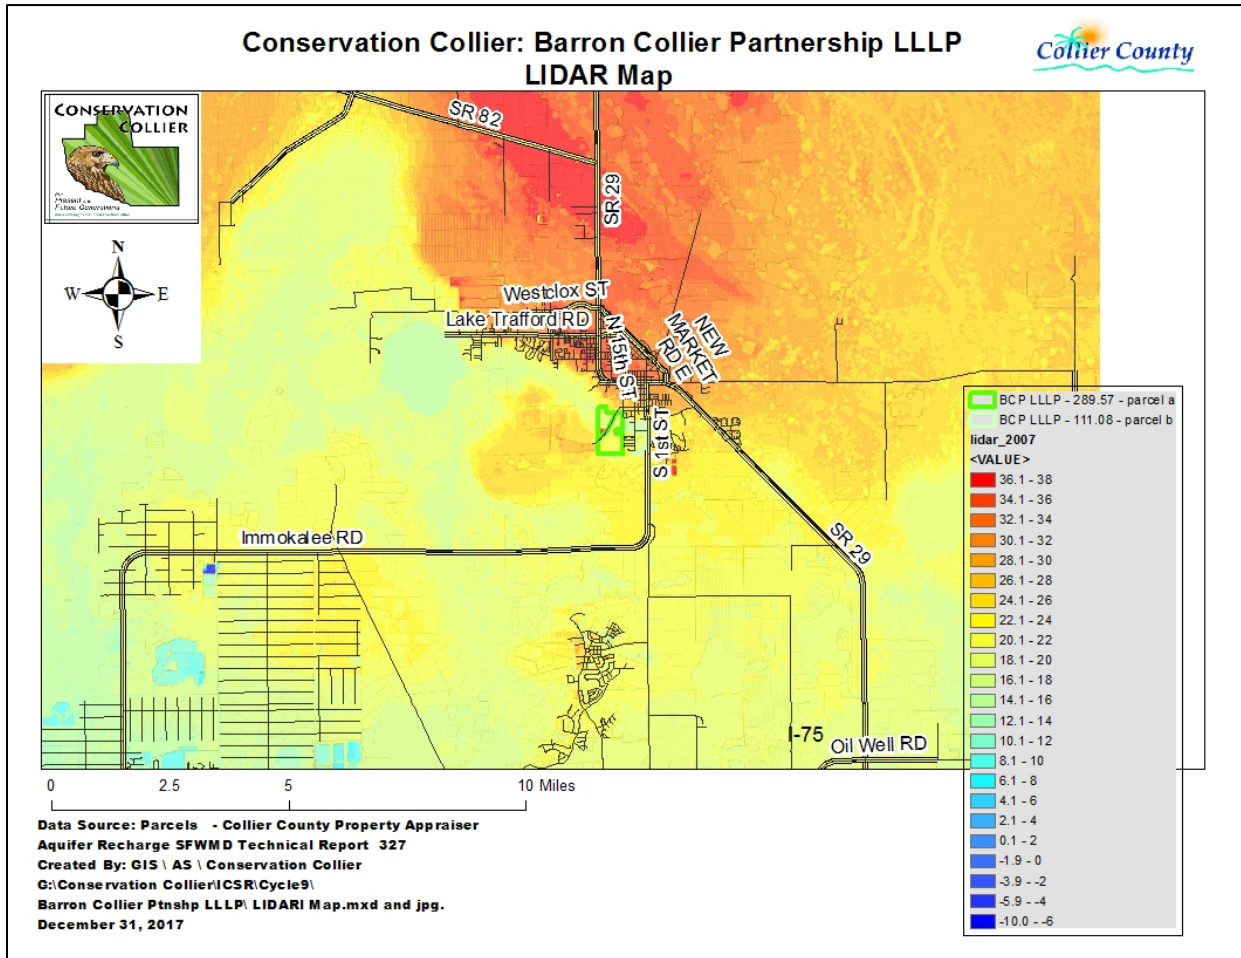 Conservation Collier: Barron Collier Partnership LLLP
LIDAR Map
Collier County
CONSERVATION
COLLIER
For
Present and
Future Generations
N
W
E
S
SR 82
SR 29
Westclox ST
Lake Trafford RD
N 15th ST
NEW
MARKET
RD E
S 1st ST
SR 29
Immokalee RD
I-75
Oil Well RD
BCP LLLP - 289.57 - parcel a
BCP LLLP - 111.08 - parcel b
lidar_2007
<VALUE>
36.1 - 38
34.1 - 36
32.1 - 34
30.1 - 32
28.1 - 30
26.1 - 28
24.1 - 26
22.1 - 24
20.1 - 22
18.1 - 20
16.1 - 18
14.1 - 16
12.1 - 14
10.1 - 12
8.1 - 10
6.1 - 8
4.1 - 6
2.1 - 4
0.1 - 2
-1.9 - 0
-3.9 - -2
-5.9 - -4
-10.0 - -6
0 2.5 5 10 Miles
Data Source: Parcels - Collier County Property Appraiser
Aquifer Recharge SFWMD Technical Report 327
Created By: GIS \ AS \ Conservation Collier
G:\Conservation Collier\ICSR\Cycle9\
Barron Collier Ptnshp LLLP\ LIDARI Map.mxd and jpg.
December 31, 2017